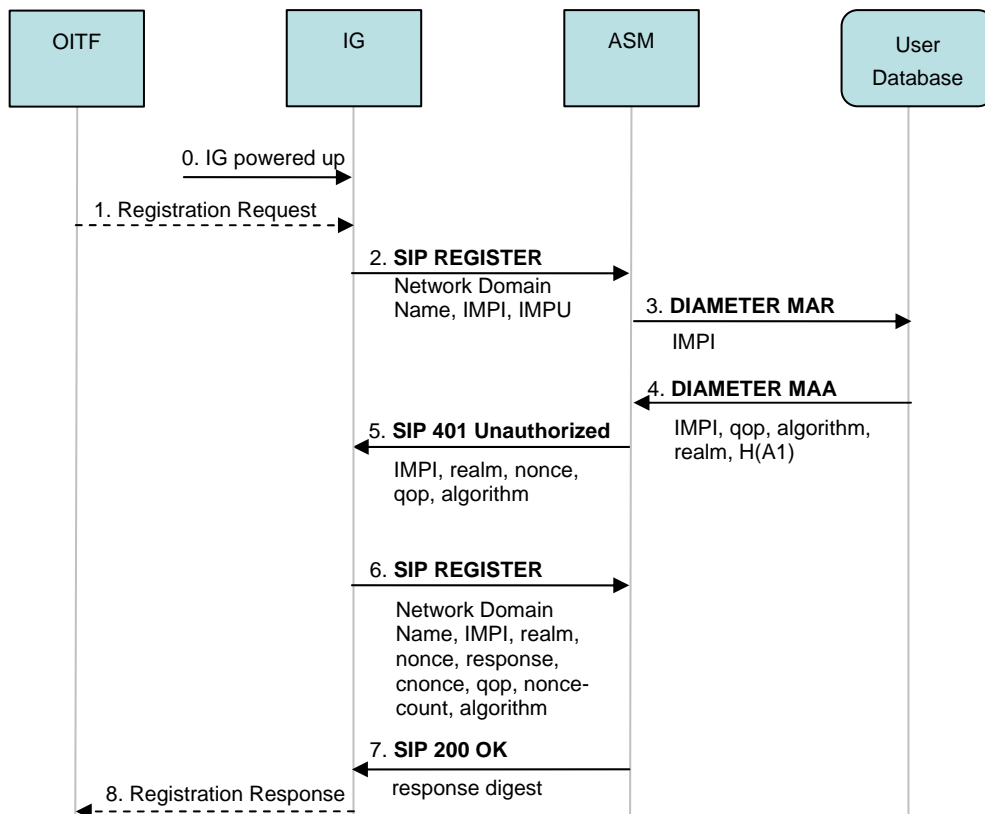 OITF
IG
ASM
User
Database
0. IG powered up
1. Registration Request
2. SIP REGISTER
Network Domain
Name, IMPI, IMPU
3. DIAMETER MAR
IMPI
4. DIAMETER MAA
IMPI, qop, algorithm,
realm, H(A1)
5. SIP 401 Unauthorized
IMPI, realm, nonce,
qop, algorithm
6. SIP REGISTER
Network Domain
Name, IMPI, realm,
nonce, response,
cnonce, qop, nonce-
count, algorithm
7. SIP 200 OK
response digest
8. Registration Response